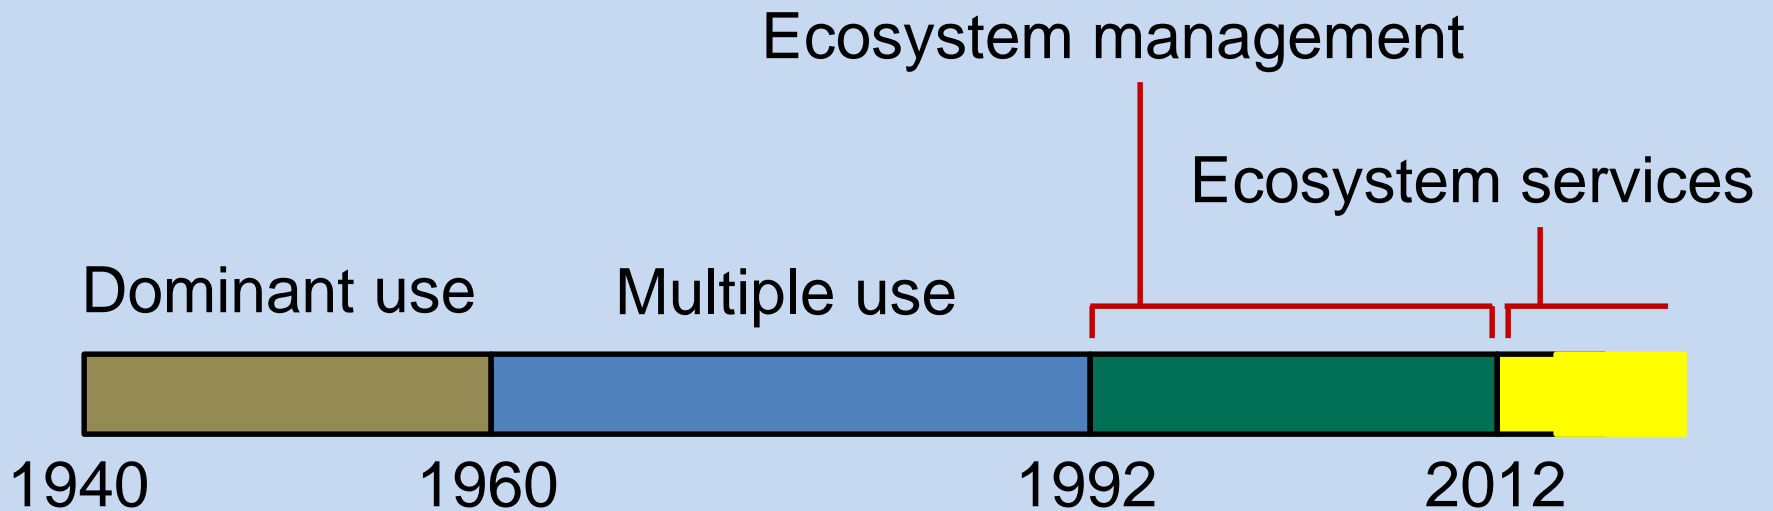 Ecosystem management
Ecosystem services
Dominant use
Multiple use
1940
1960
1992
2012